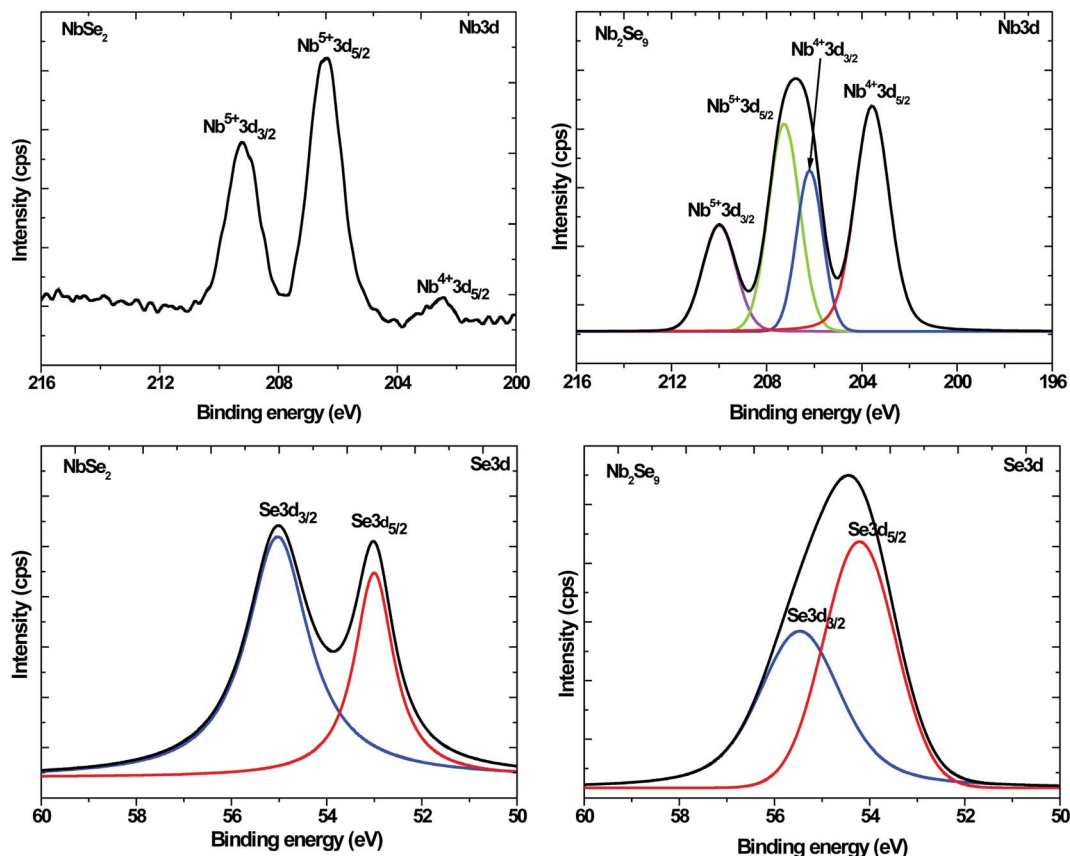 NbSe₂
Nb3d
Nb⁵⁺3d₅/₂
Nb⁵⁺3d₃/₂
Nb⁴⁺3d₅/₂
Intensity (cps)
216 212 208 204 200
Binding energy (eV)
Nb₂Se₉
Nb3d
Nb⁴⁺3d₃/₂
Nb⁵⁺3d₅/₂
Nb⁴⁺3d₅/₂
Nb⁵⁺3d₃/₂
Intensity (cps)
216 212 208 204 200 196
Binding energy (eV)
NbSe₂
Se3d
Se3d₃/₂
Se3d₅/₂
Intensity (cps)
60 58 56 54 52 50
Binding energy (eV)
Nb₂Se₉
Se3d
Se3d₅/₂
Se3d₃/₂
Intensity (cps)
60 58 56 54 52 50
Binding energy (eV)